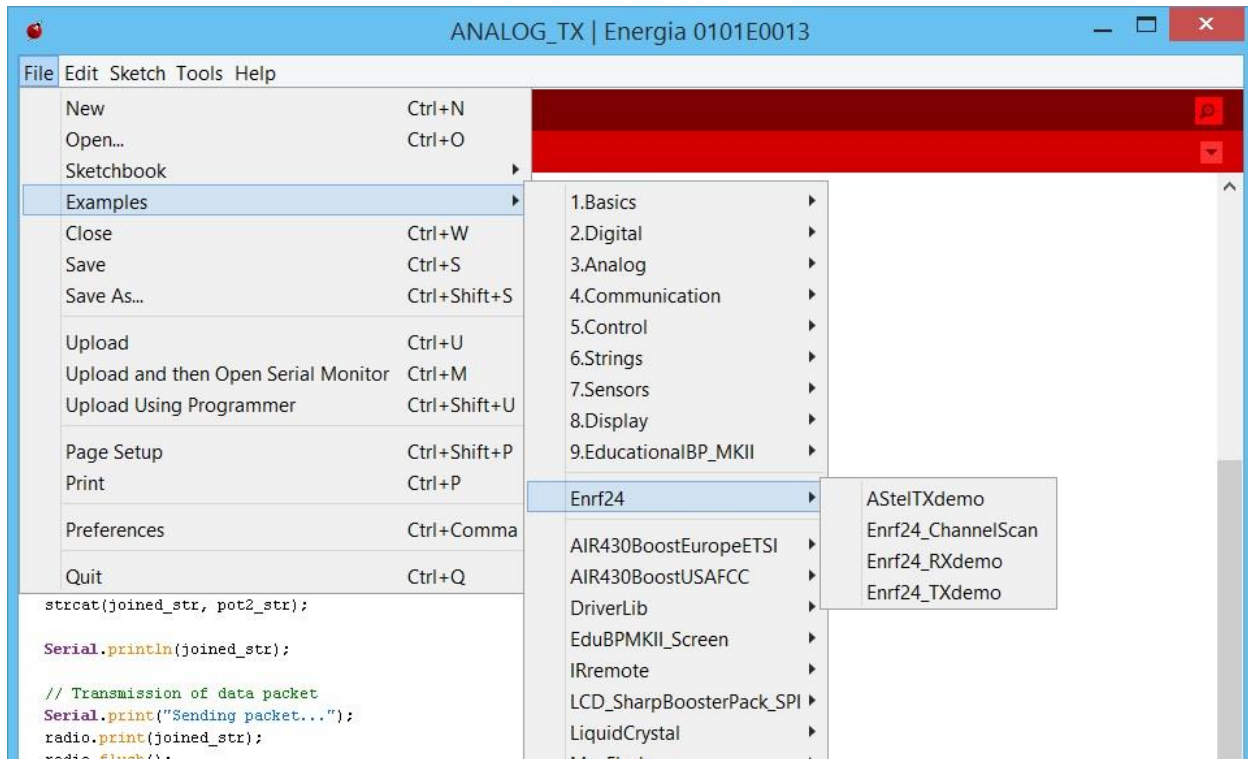 ANALOG_TX | Energia 0101E0013
File Edit Sketch Tools Help
New Ctrl+N
Open... Ctrl+O
Sketchbook
Examples
Close Ctrl+W
Save Ctrl+S
Save As... Ctrl+Shift+S
Upload Ctrl+U
Upload and then Open Serial Monitor Ctrl+M
Upload Using Programmer Ctrl+Shift+U
Page Setup Ctrl+Shift+P
Print Ctrl+P
Preferences Ctrl+Comma
Quit Ctrl+Q
1.Basics
2.Digital
3.Analog
4.Communication
5.Control
6.Strings
7.Sensors
8.Display
9.EducationalBP_MKII
Enrf24
AIR430BoostEuropeETSI
AIR430BoostUSAFCC
DriverLib
EduBPMKII_Screen
IRremote
LCD_SharpBoosterPack_SPI
LiquidCrystal
AStelTXdemo
Enrf24_ChannelScan
Enrf24_RXdemo
Enrf24_TXdemo
strcat(joined_str, pot2_str);
Serial.println(joined_str);
// Transmission of data packet
Serial.print("Sending packet...");
radio.print(joined_str);
radio.flush();